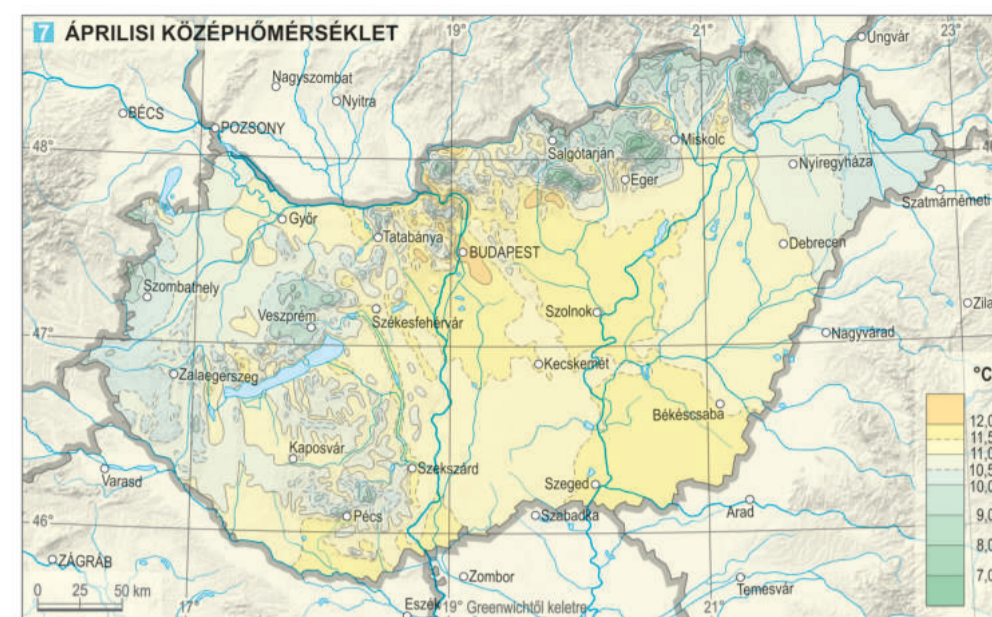 7 ÁPRILISI KÖZÉPHŐMÉRSÉKLET
19°
21°
23°
Ungvár
Nagyszombat
Nyitra
BÉCS
POZSONY
48°
Salgótarján
Miskolc
Nyíregyháza
Eger
Szatmárnémeti
Győr
Tatabánya
BUDAPEST
Debrecen
Szombathely
Veszprém
Székesfehérvár
Szolnok
47°
Nagyvárad
Kecskemét
Zalaegerszeg
°C
Békéscsaba
12,0
11,5
11,0
10,5
10,0
9,0
8,0
7,0
Kaposvár
Szekszárd
Varasd
Szeged
Arad
46°
Pécs
Szabadka
ZÁGRÁB
Zombor
Temesvár
0 50 km
17°
Eszék
19° Greenwichtől keletre
21°